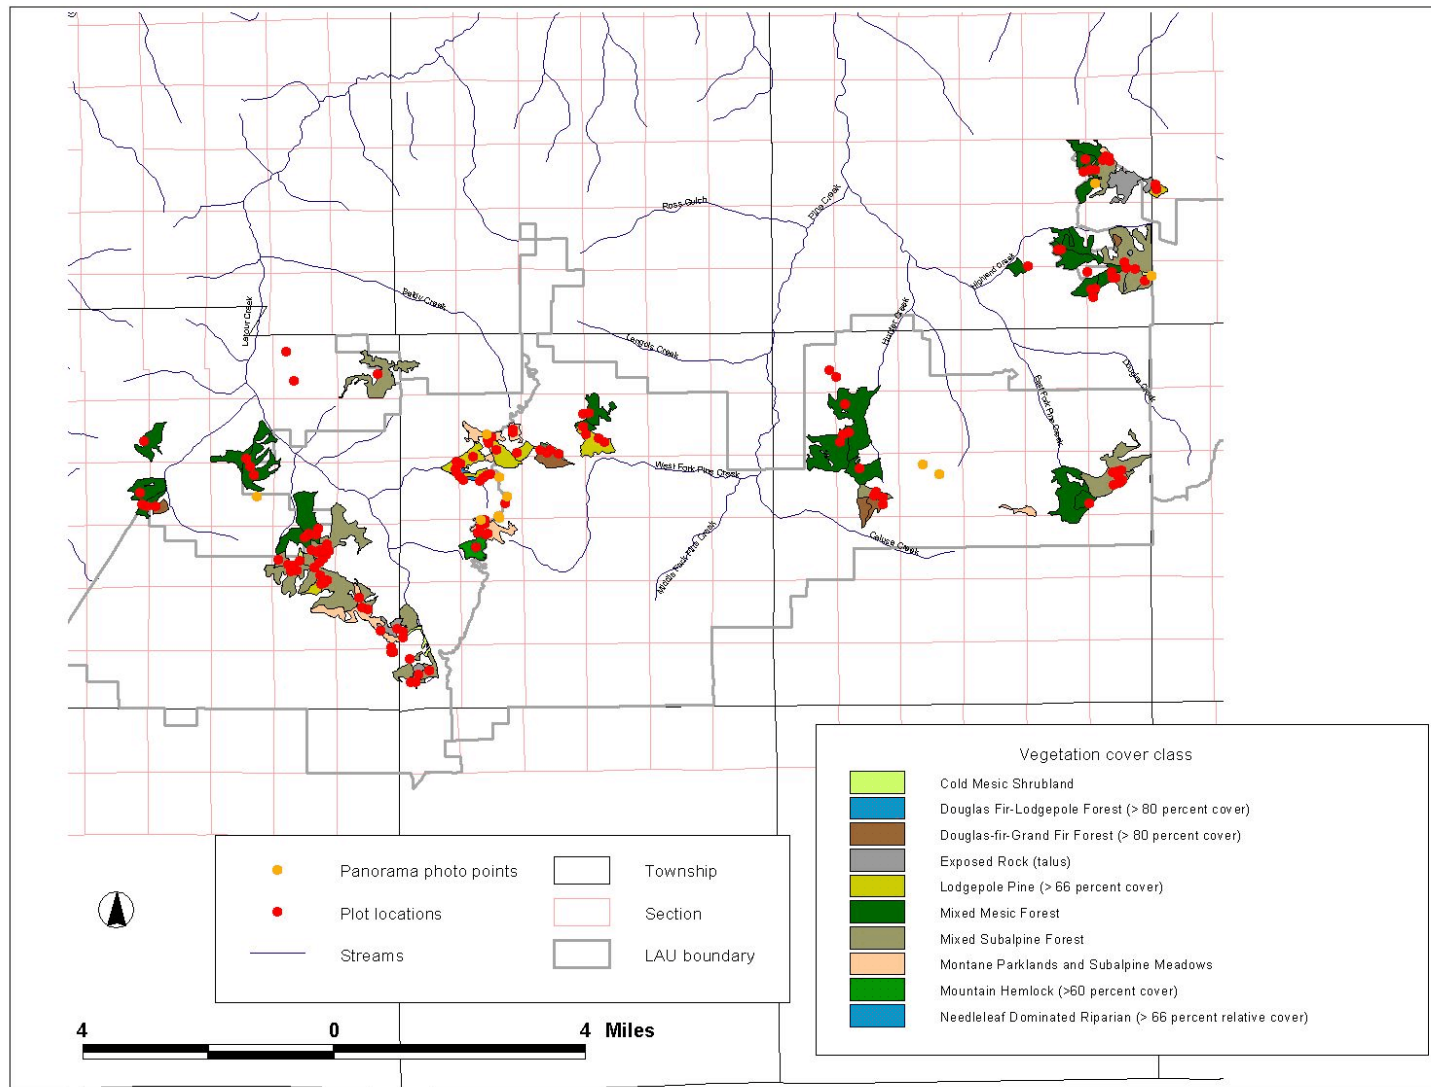 Ross Gulch
Pine Creek
Highland Creek
Baldy Creek
Latour Creek
Hunter Creek
Langlois Creek
Douglas Creek
East Fork Pine Creek
West Fork Pine Creek
Calusa Creek
Middle Fork Pine Creek
Vegetation cover class
Cold Mesic Shrubland
Douglas Fir-Lodgepole Forest (> 80 percent cover)
Douglas-fir-Grand Fir Forest (> 80 percent cover)
Exposed Rock (talus)
Lodgepole Pine (> 66 percent cover)
Mixed Mesic Forest
Mixed Subalpine Forest
Montane Parklands and Subalpine Meadows
Mountain Hemlock (>60 percent cover)
Needleleaf Dominated Riparian (> 66 percent relative cover)
Panorama photo points
Township
Plot locations
Section
Streams
LAU boundary
4 0 4 Miles